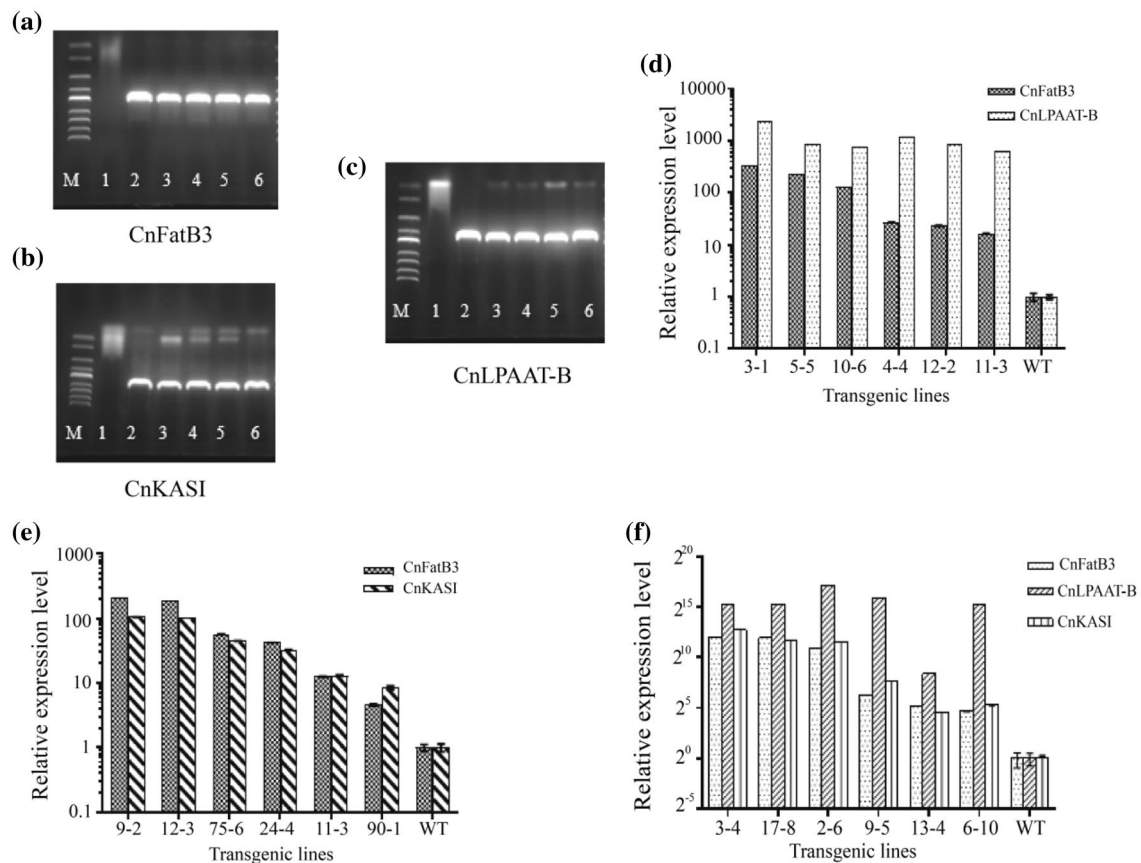 (a)
M 1 2 3 4 5 6
CnFatB3
(b)
M 1 2 3 4 5 6
CnKASI
(c)
M 1 2 3 4 5 6
CnLPAAT-B
(d)
Relative expression level
10000
1000
100
10
1
0.1
CnFatB3
CnLPAAT-B
3-1 5-5 10-6 4-4 12-2 11-3 WT
Transgenic lines
(e)
Relative expression level
1000
100
10
1
0.1
CnFatB3
CnKASI
9-2 12-3 75-6 24-4 11-3 90-1 WT
Transgenic lines
(f)
Relative expression level
2^20
2^15
2^10
2^5
2^0
2^-5
CnFatB3
CnLPAAT-B
CnKASI
3-4 17-8 2-6 9-5 13-4 6-10 WT
Transgenic lines